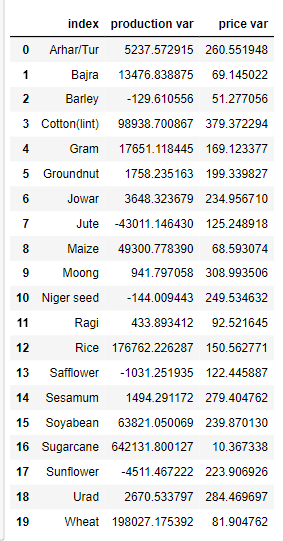 index production var price var
0 Arhar/Tur 5237.572915 260.551948
1 Bajra 13476.838875 69.145022
2 Barley -129.610556 51.277056
3 Cotton(lint) 98938.700867 379.372294
4 Gram 17651.118445 169.123377
5 Groundnut 1758.235163 199.339827
6 Jowar 3648.323679 234.956710
7 Jute -43011.146430 125.248918
8 Maize 49300.778390 68.593074
9 Moong 941.797058 308.993506
10 Niger seed -144.009443 249.534632
11 Ragi 433.893412 92.521645
12 Rice 176762.226287 150.562771
13 Safflower -1031.251935 122.445887
14 Sesamum 1494.291172 279.404762
15 Soyabean 63821.050069 239.870130
16 Sugarcane 642131.800127 10.367338
17 Sunflower -4511.467222 223.906926
18 Urad 2670.533797 284.469697
19 Wheat 198027.175392 81.904762